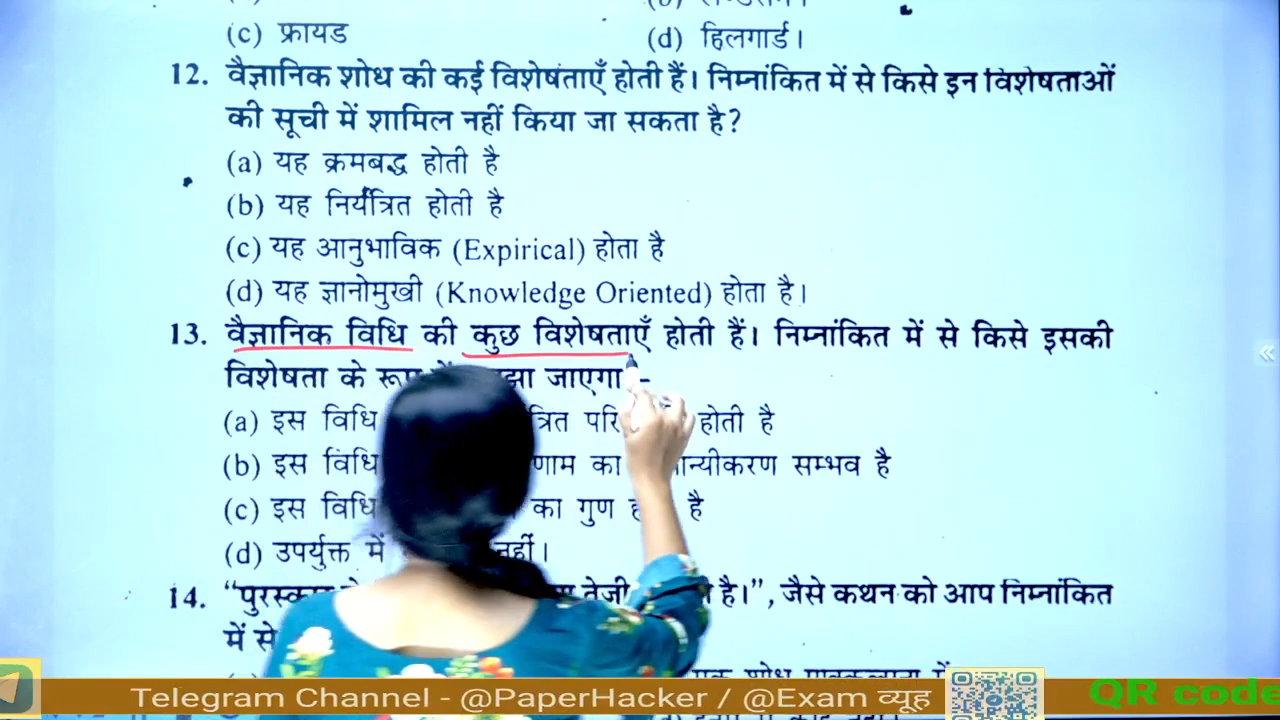 (c) फ्रायड (d) हिलगार्ड।
12. वैज्ञानिक शोध की कई विशेषताएँ होती हैं। निम्नांकित में से किसे इन विशेषताओं
की सूची में शामिल नहीं किया जा सकता है?
(a) यह क्रमबद्ध होती है
(b) यह नियंत्रित होती है
(c) यह आनुभाविक (Expirical) होता है
(d) यह ज्ञानोमुखी (Knowledge Oriented) होता है।
13. वैज्ञानिक विधि की कुछ विशेषताएँ होती हैं। निम्नांकित में से किसे इसकी
विशेषता के जाएगा –
(a) इस विधि होती है
(b) इस विधि का सम्भव है
(c) इस विधि का गुण है
(d) उपर्युक्त में नहीं।
14. तेजी है।”, जैसे कथन को आप निम्नांकित
में से
Telegram Channel - @PaperHacker / @Exam व्यूह
QR code